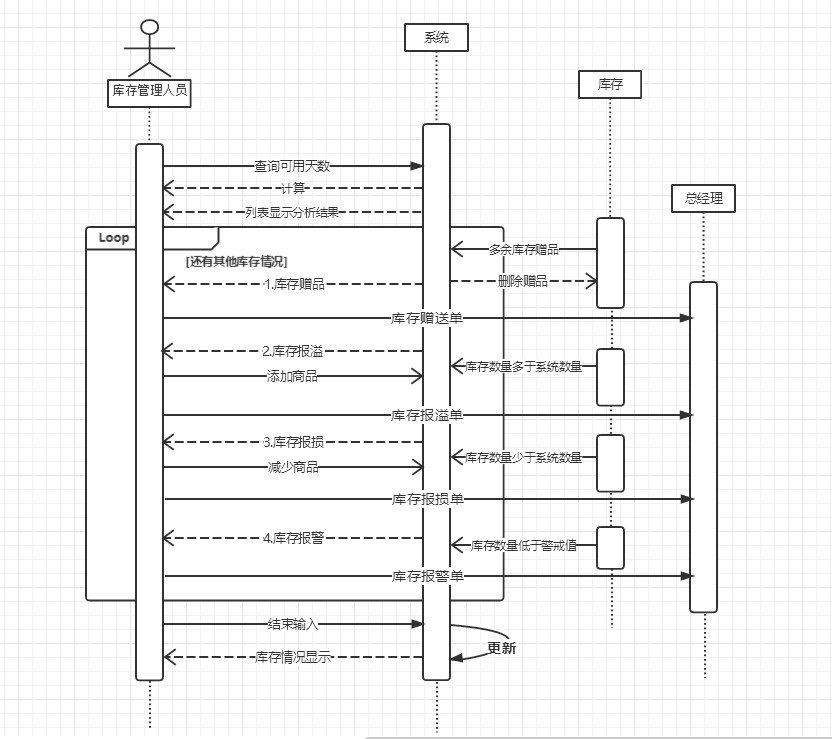 系统
库存
库存管理人员
查询可用天数
计算
总经理
列表显示分析结果
Loop
多余库存赠品
[还有其他库存情况]
1.库存赠品
删除赠品
库存赠送单
2.库存报溢
库存数量多于系统数量
添加商品
库存报溢单
3.库存报损
库存数量少于系统数量
减少商品
库存报损单
4.库存报警
库存数量低于警戒值
库存报警单
结束输入
更新
库存情况显示